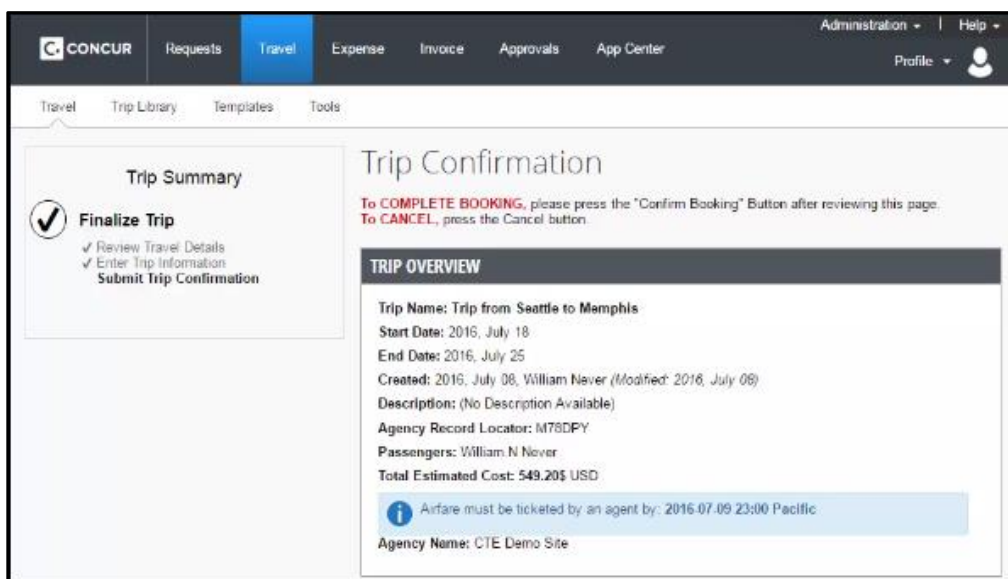 Administration | Help
C. CONCUR Requests Travel Expense Invoice Approvals App Center
Profile
Travel Trip Library Templates Tools
Trip Summary
Finalize Trip
Review Travel Details
Enter Trip Information
Submit Trip Confirmation
Trip Confirmation
To COMPLETE BOOKING, please press the "Confirm Booking" Button after reviewing this page.
To CANCEL, press the Cancel button
TRIP OVERVIEW
Trip Name: Trip from Seattle to Memphis
Start Date: 2016, July 18
End Date: 2016, July 25
Created: 2016, July 08, William Never (Modified: 2016, July 08)
Description: (No Description Available)
Agency Record Locator: M78DPY
Passengers: William N Never
Total Estimated Cost: 549.20$ USD
Airfare must be ticketed by an agent by: 2016-07-09 23:00 Pacific
Agency Name: CTE Demo Site